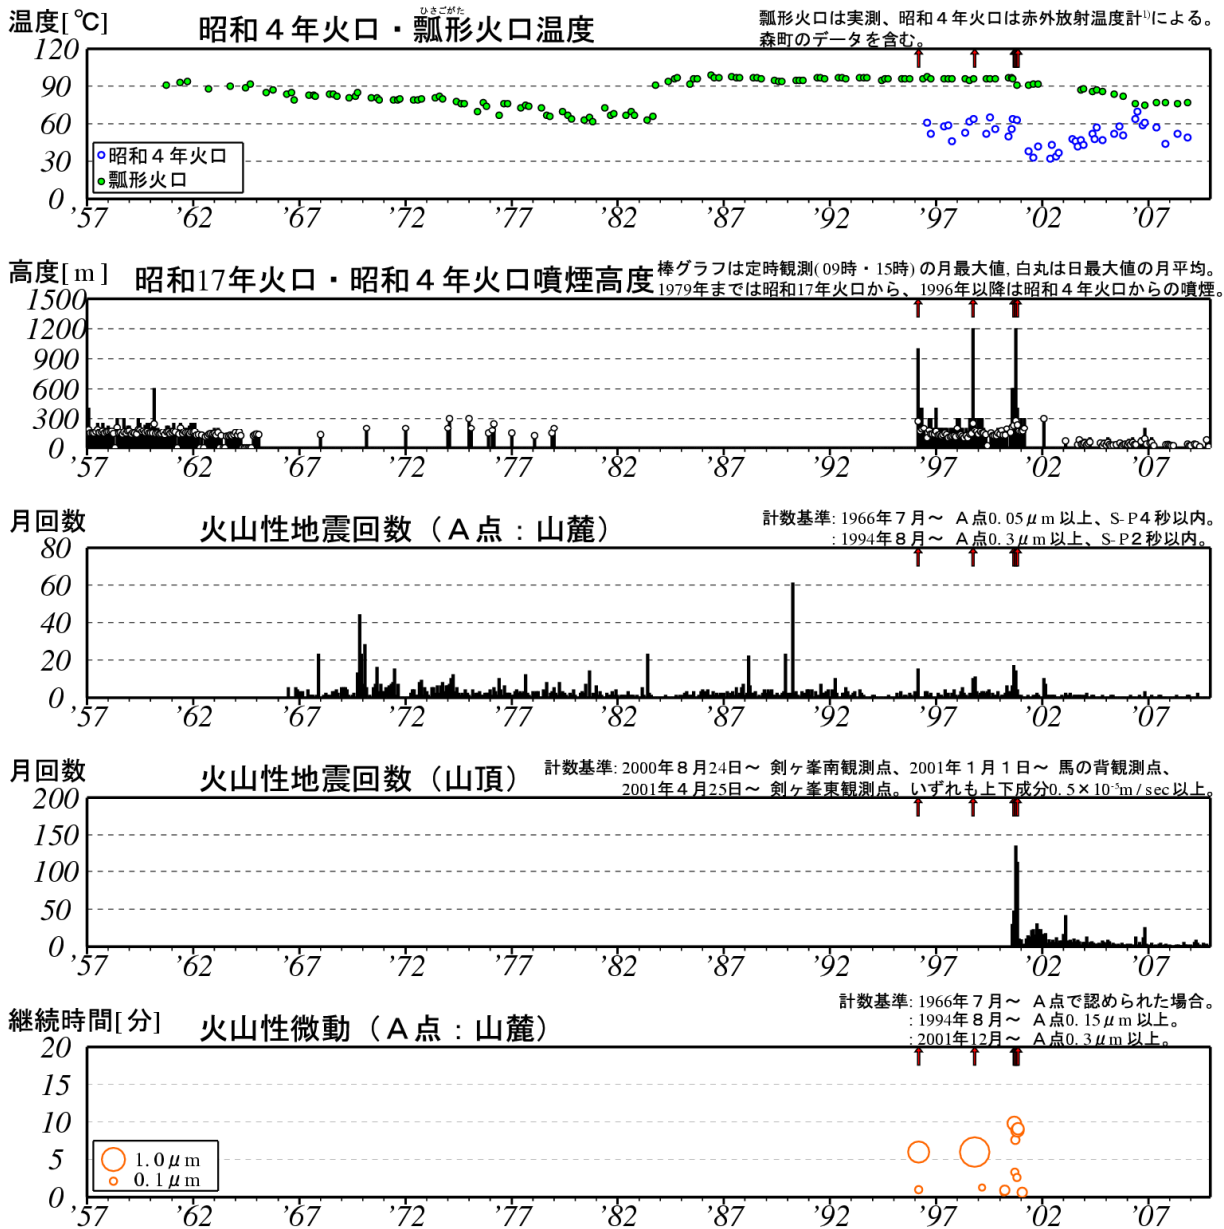 温度[℃]
ひさごがた
昭和４年火口・瓢形火口温度
瓢形火口は実測、昭和４年火口は赤外放射温度計¹⁾による。
森町のデータを含む。
120
90
60
30
0
昭和４年火口
瓢形火口
'57 '62 '67 '72 '77 '82 '87 '92 '97 '02 '07
高度[m]
昭和17年火口・昭和４年火口噴煙高度
棒グラフは定時観測(09時・15時)の月最大値, 白丸は日最大値の月平均。
1979年までは昭和17年火口から、1996年以降は昭和４年火口からの噴煙。
1500
1200
900
600
300
0
'57 '62 '67 '72 '77 '82 '87 '92 '97 '02 '07
月回数
火山性地震回数（Ａ点：山麓）
計数基準: 1966年７月～ Ａ点0.05μm以上、S-P４秒以内。
: 1994年８月～ Ａ点0.3μm以上、S-P２秒以内。
80
60
40
20
0
'57 '62 '67 '72 '77 '82 '87 '92 '97 '02 '07
月回数
火山性地震回数（山頂）
計数基準: 2000年８月24日～ 剣ヶ峯南観測点、2001年１月１日～ 馬の背観測点、
2001年４月25日～ 剣ヶ峯東観測点。いずれも上下成分0.5×10⁻⁵m/sec以上。
200
150
100
50
0
'57 '62 '67 '72 '77 '82 '87 '92 '97 '02 '07
継続時間[分]
火山性微動（Ａ点：山麓）
計数基準: 1966年７月～ Ａ点で認められた場合。
: 1994年８月～ Ａ点0.15μm以上。
: 2001年12月～ Ａ点0.3μm以上。
20
15
10
5
0
1.0μm
0.1μm
'57 '62 '67 '72 '77 '82 '87 '92 '97 '02 '07